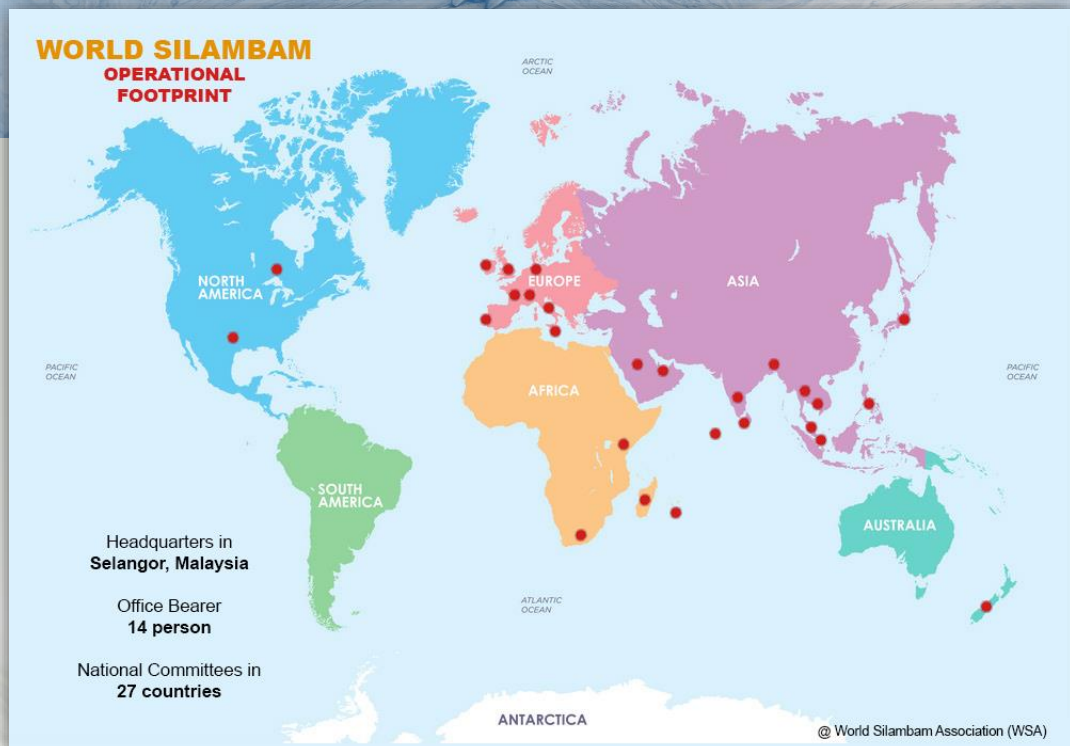 WORLD SILAMBAM
OPERATIONAL
FOOTPRINT
ARCTIC
OCEAN
NORTH
AMERICA
EUROPE
ASIA
PACIFIC
OCEAN
PACIFIC
OCEAN
AFRICA
SOUTH
AMERICA
AUSTRALIA
Headquarters in
Selangor, Malaysia
Office Bearer
14 person
National Committees in
27 countries
ATLANTIC
OCEAN
ANTARCTICA
@ World Silambam Association (WSA)